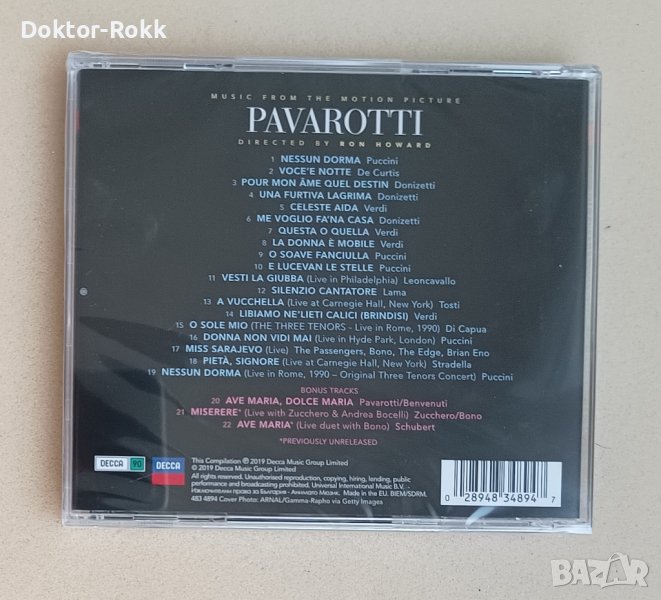 Doktor-Rokk
MUSIC FROM THE MOTION PICTURE
PAVAROTTI
DIRECTED BY RON HOWARD
1 NESSUN DORMA Puccini
2 VOCE'E NOTTE De Curtis
3 POUR MON ÂME QUEL DESTIN Donizetti
4 UNA FURTIVA LAGRIMA Donizetti
5 CELESTE AIDA Verdi
6 ME VOGLIO FA'NA CASA Donizetti
7 QUESTA O QUELLA Verdi
8 LA DONNA È MOBILE Verdi
9 O SOAVE FANCIULLA Puccini
10 E LUCEVAN LE STELLE Puccini
11 VESTI LA GIUBBA (Live in Philadelphia) Leoncavallo
12 SILENZIO CANTATORE Lama
13 A VUCCHELLA (Live at Carnegie Hall, New York) Tosti
14 LIBIAMO NE'LIETI CALICI (BRINDISI) Verdi
15 O SOLE MIO (THE THREE TENORS - Live in Rome, 1990) Di Capua
16 DONNA NON VIDI MAI (Live in Hyde Park, London) Puccini
17 MISS SARAJEVO (Live) The Passengers, Bono, The Edge, Brian Eno
18 PIETÀ, SIGNORE (Live at Carnegie Hall, New York) Stradella
19 NESSUN DORMA (Live in Rome, 1990 – Original Three Tenors Concert) Puccini
BONUS TRACKS
20 AVE MARIA, DOLCE MARIA Pavarotti/Benvenuti
21 MISERERE* (Live with Zucchero & Andrea Bocelli) Zucchero/Bono
22 AVE MARIA* (Live duet with Bono) Schubert
*PREVIOUSLY UNRELEASED
DECCA 90
DECCA
This Compilation ℗ 2019 Decca Music Group Limited
© 2019 Decca Music Group Limited
All rights reserved. Unauthorised reproduction, copying, hiring, lending, public
performance and broadcasting prohibited. Universal International Music B.V. -
Изключителни права за България - Анимато Мюзик. Made in the EU. BIEM/SDRM.
483 4894 Cover Photo: ARNAL/Gamma-Rapho via Getty Images
0 28948 34894 7
BAZAR